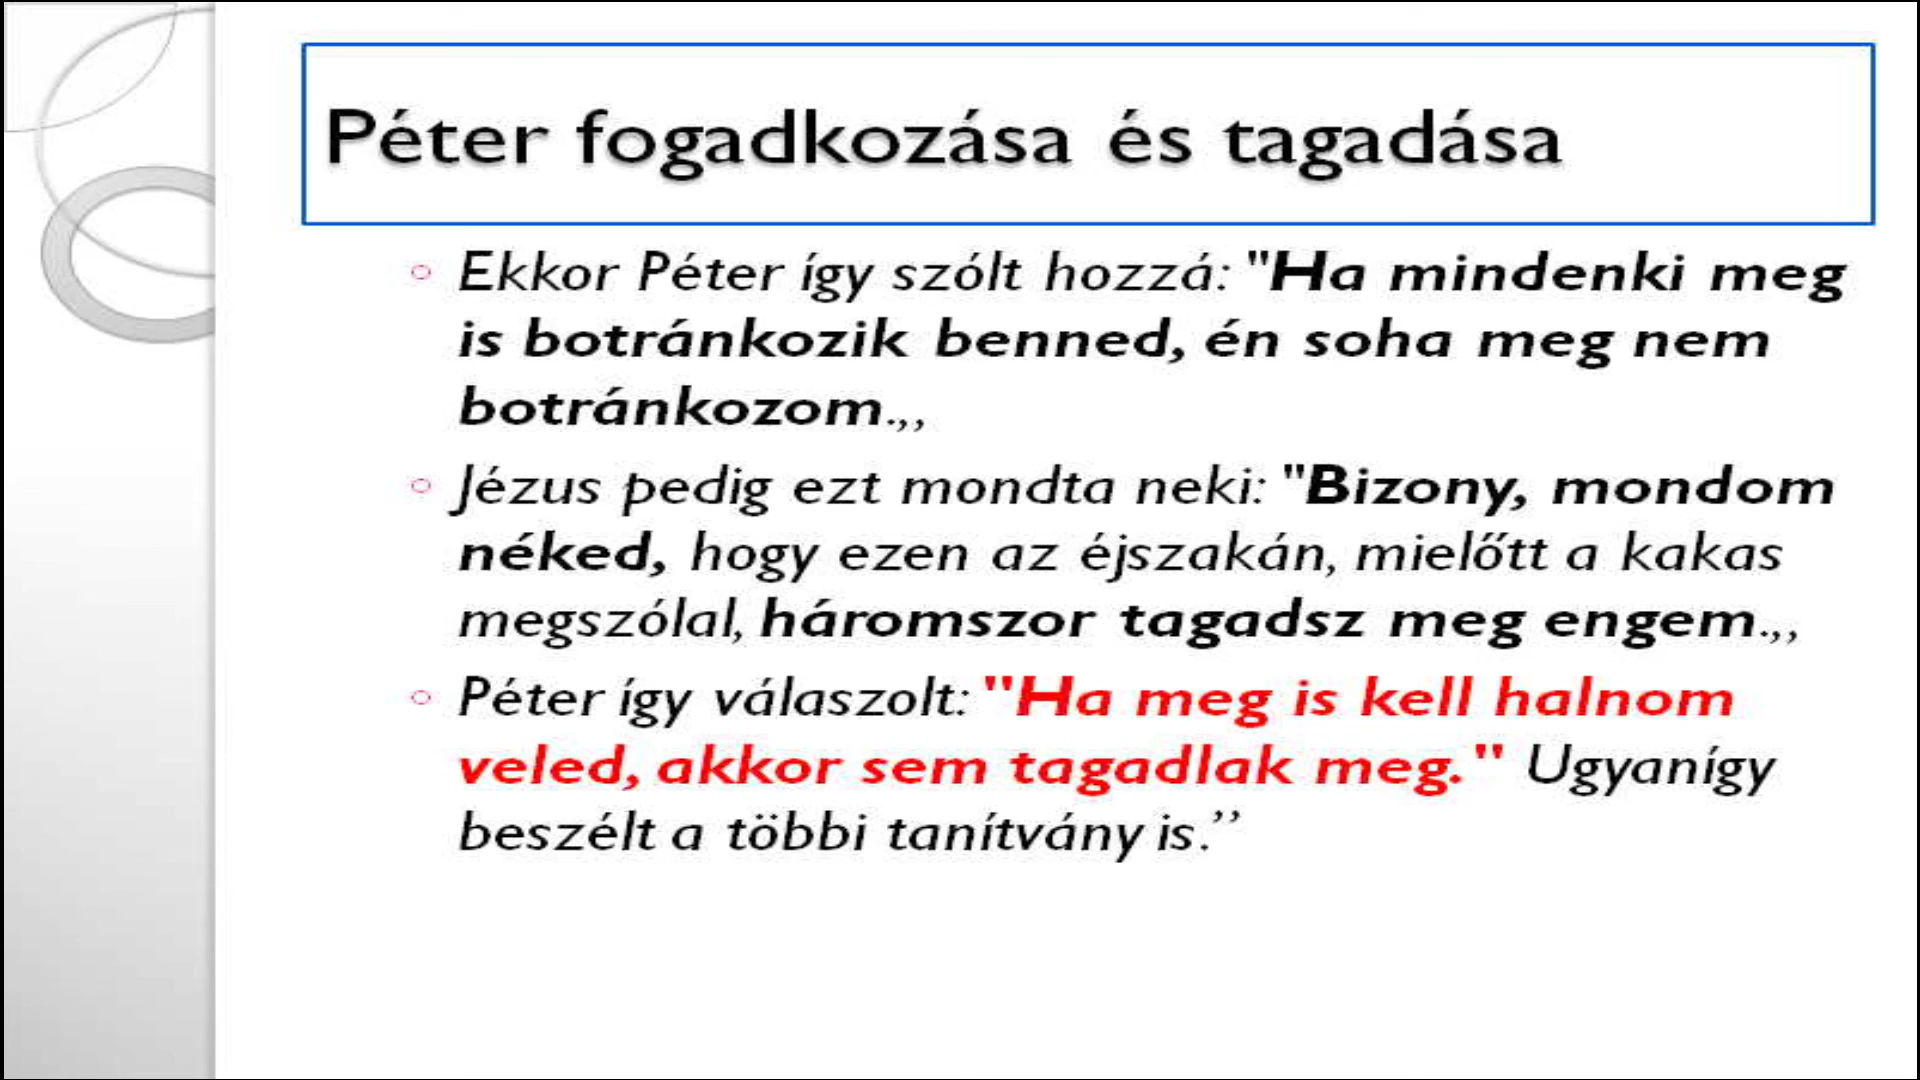 Péter fogadkozása és tagadása
Ekkor Péter így szólt hozzá: "Ha mindenki meg
is botránkozik benned, én soha meg nem
botránkozom.,,
Jézus pedig ezt mondta neki: "Bizony, mondom
néked, hogy ezen az éjszakán, mielőtt a kakas
megszólal, háromszor tagadsz meg engem.,,
Péter így válaszolt: "Ha meg is kell halnom
veled, akkor sem tagadlak meg." Ugyanígy
beszélt a többi tanítvány is.’’